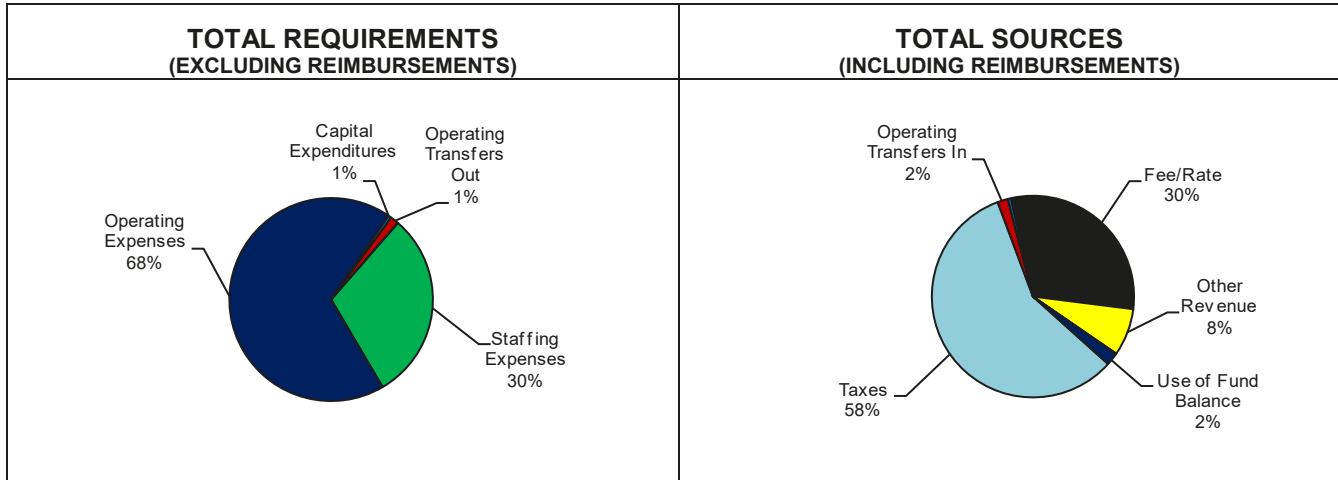 TOTAL REQUIREMENTS
(EXCLUDING REIMBURSEMENTS)
Capital
Expenditures
1%
Operating
Transfers
Out
1%
Operating
Expenses
68%
Staffing
Expenses
30%
TOTAL SOURCES
(INCLUDING REIMBURSEMENTS)
Operating
Transfers In
2%
Fee/Rate
30%
Other
Revenue
8%
Use of Fund
Balance
2%
Taxes
58%